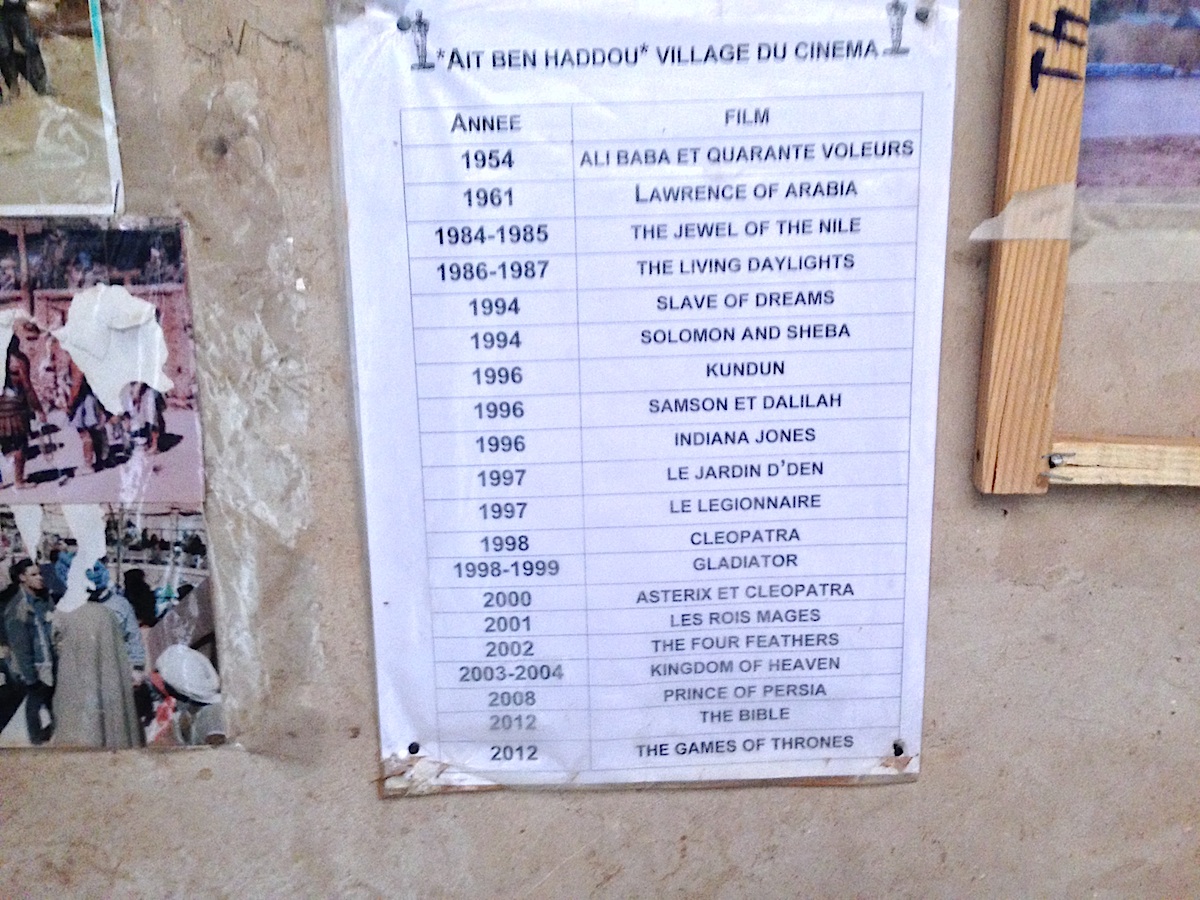 *AIT BEN HADDOU* VILLAGE DU CINEMA
ANNEE FILM
1954 ALI BABA ET QUARANTE VOLEURS
1961 LAWRENCE OF ARABIA
1984-1985 THE JEWEL OF THE NILE
1986-1987 THE LIVING DAYLIGHTS
1994 SLAVE OF DREAMS
1994 SOLOMON AND SHEBA
1996 KUNDUN
1996 SAMSON ET DALILAH
1996 INDIANA JONES
1997 LE JARDIN D'DEN
1997 LE LEGIONNAIRE
1998 CLEOPATRA
1998-1999 GLADIATOR
2000 ASTERIX ET CLEOPATRA
2001 LES ROIS MAGES
2002 THE FOUR FEATHERS
2003-2004 KINGDOM OF HEAVEN
2008 PRINCE OF PERSIA
2012 THE BIBLE
2012 THE GAMES OF THRONES
Th